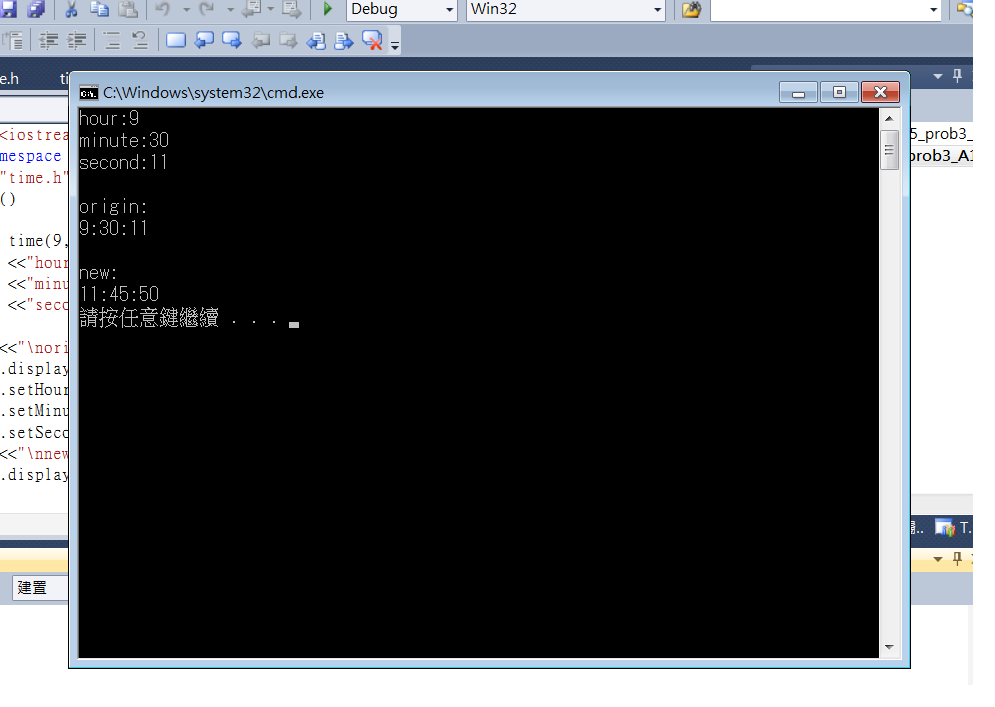 Debug Win32
e.h
C:\Windows\system32\cmd.exe
hour:9
minute:30
second:11
origin:
9:30:11
new:
11:45:50
請按任意鍵繼續 . . .
<iostrea
mespace
"time.h"
()
time(9,
<<"hour
<<"minu
<<"seco
<<"\nori
.display
.setHour
.setMinu
.setSeco
<<"\nnew
.display
5_prob3_
prob3_A1
T.
建置